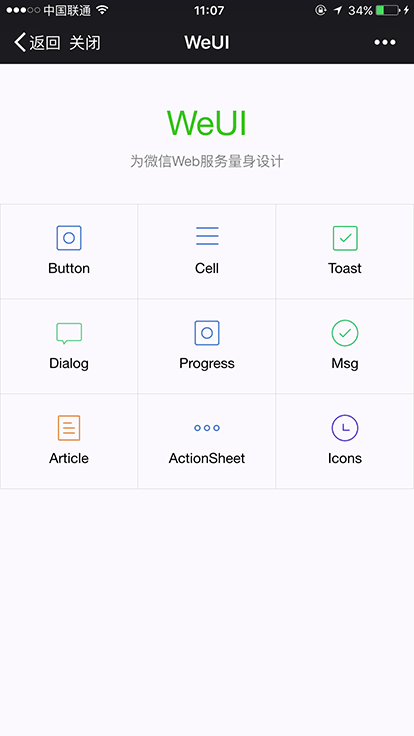 中国联通 11:07 34%
返回 关闭 WeUI
WeUI
为微信Web服务量身设计
Button Cell Toast
Dialog Progress Msg
Article ActionSheet Icons